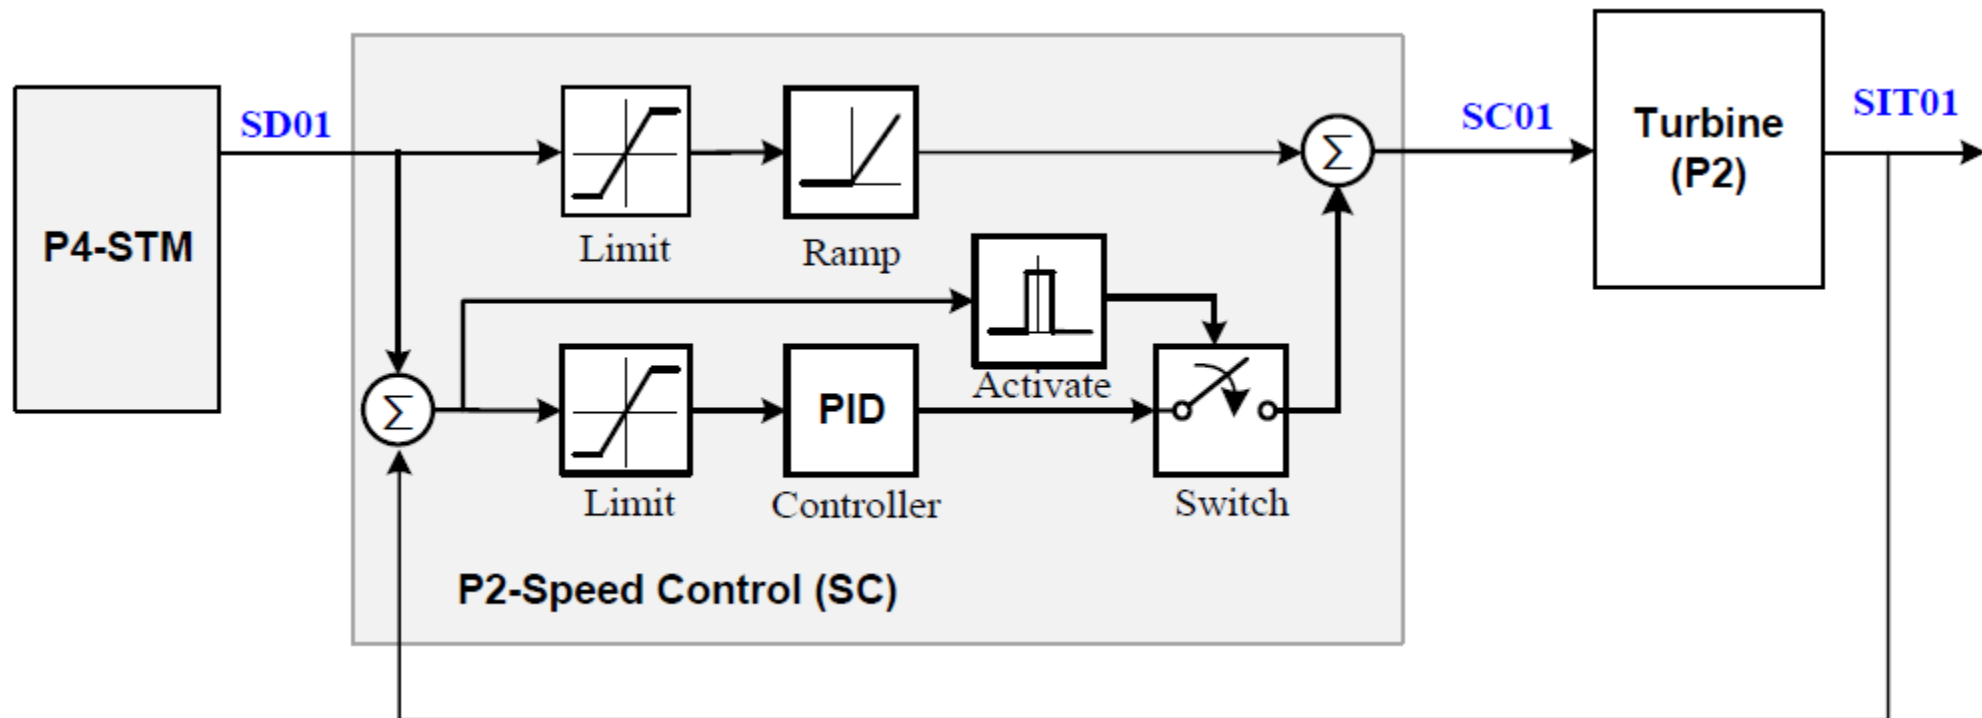 P4-STM
SD01
Limit
Ramp
Σ
SC01
Turbine
(P2)
SIT01
Activate
Σ
Limit
PID
Controller
Switch
P2-Speed Control (SC)